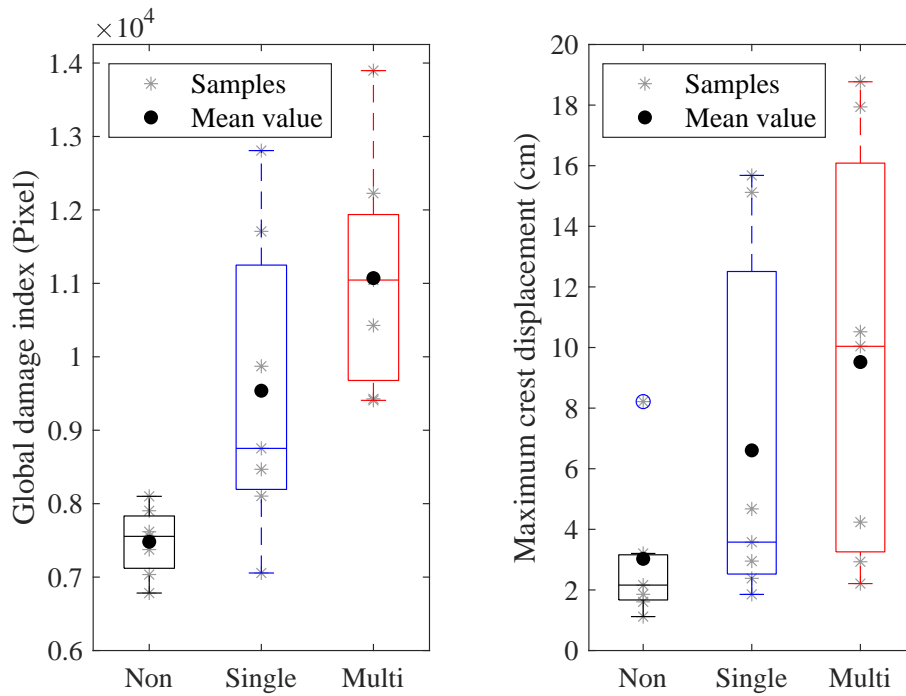 ×10⁴
1.4
1.3
1.2
1.1
1
0.9
0.8
0.7
0.6
Global damage index (Pixel)
Samples
Mean value
Non Single Multi
20
18
16
14
12
10
8
6
4
2
0
Maximum crest displacement (cm)
Samples
Mean value
Non Single Multi